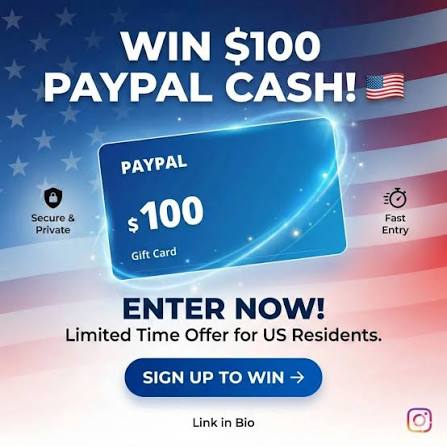 WIN $100
PAYPAL CASH!
PAYPAL
$100
Gift Card
Secure &
Private
Fast
Entry
ENTER NOW!
Limited Time Offer for US Residents.
SIGN UP TO WIN →
Link in Bio